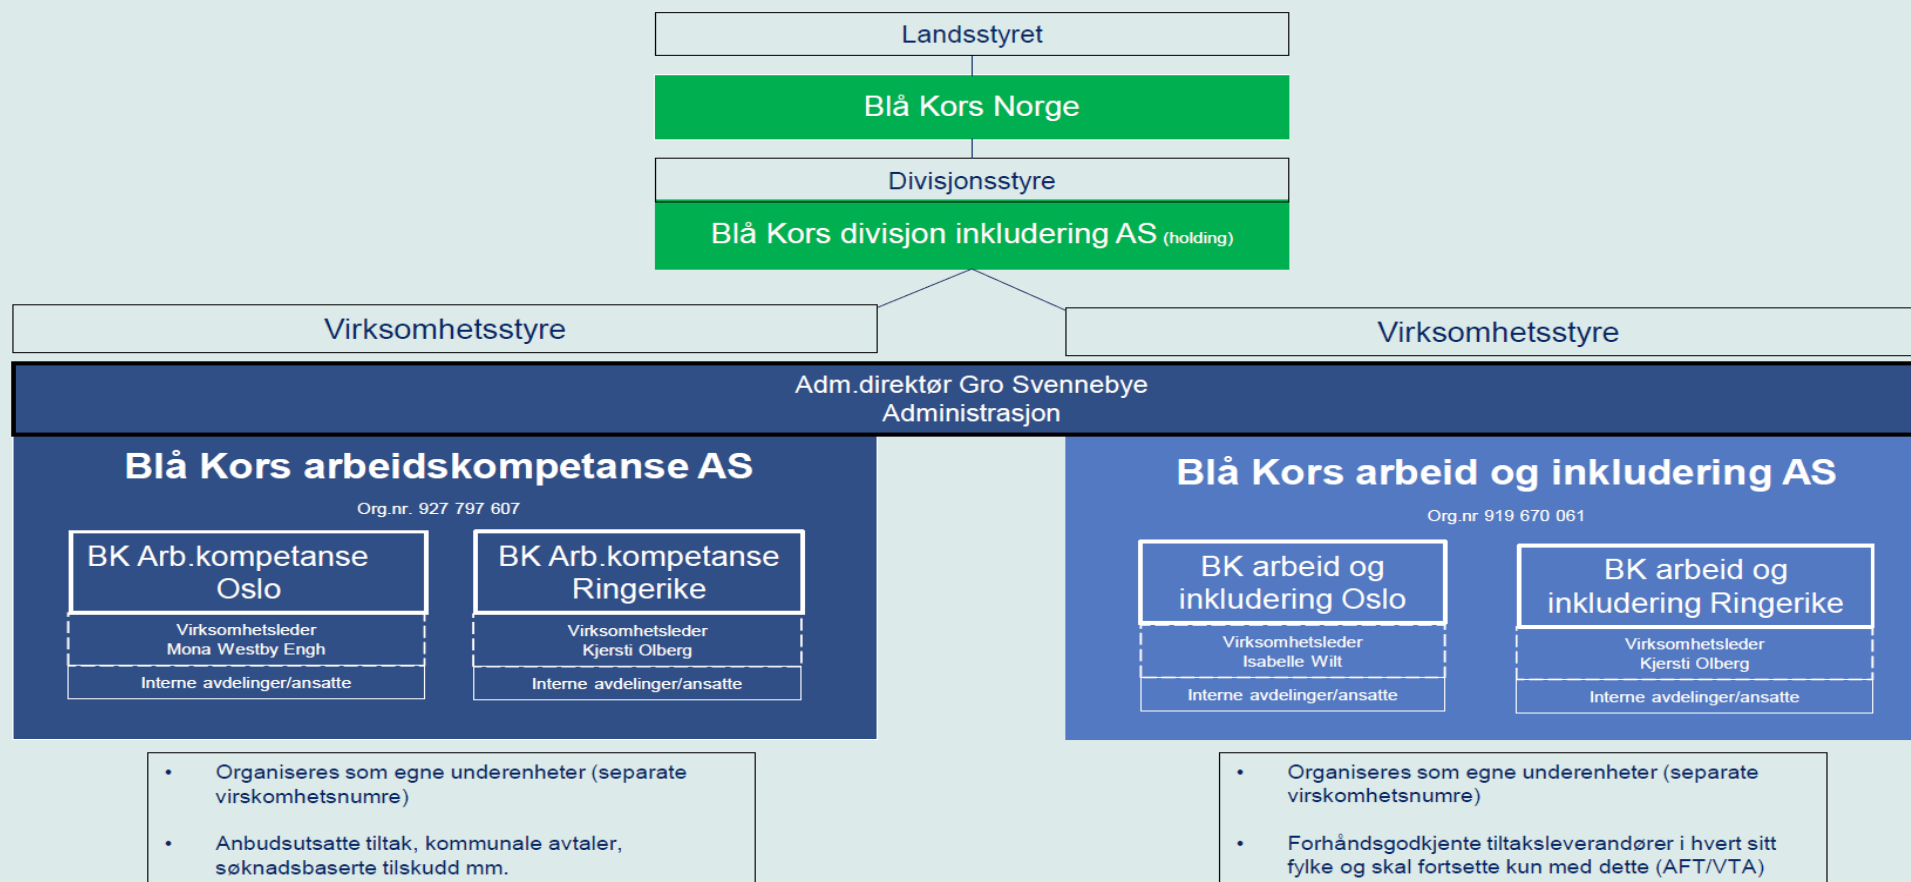 Landsstyret
Blå Kors Norge
Divisjonsstyre
Blå Kors divisjon inkludering AS (holding)
Virksomhetsstyre
Virksomhetsstyre
Adm.direktør Gro Svennebye
Administrasjon
Blå Kors arbeidskompetanse AS
Org.nr. 927 797 607
BK Arb.kompetanse
Oslo
Virksomhetsleder
Mona Westby Engh
Interne avdelinger/ansatte
BK Arb.kompetanse
Ringerike
Virksomhetsleder
Kjersti Olberg
Interne avdelinger/ansatte
Blå Kors arbeid og inkludering AS
Org.nr 919 670 061
BK arbeid og
inkludering Oslo
Virksomhetsleder
Isabelle Wilt
Interne avdelinger/ansatte
BK arbeid og
inkludering Ringerike
Virksomhetsleder
Kjersti Olberg
Interne avdelinger/ansatte
• Organiseres som egne underenheter (separate
virskomhetsnumre)
• Anbudsutsatte tiltak, kommunale avtaler,
søknadsbaserte tilskudd mm.
• Organiseres som egne underenheter (separate
virskomhetsnumre)
• Forhåndsgodkjente tiltaksleverandører i hvert sitt
fylke og skal fortsette kun med dette (AFT/VTA)